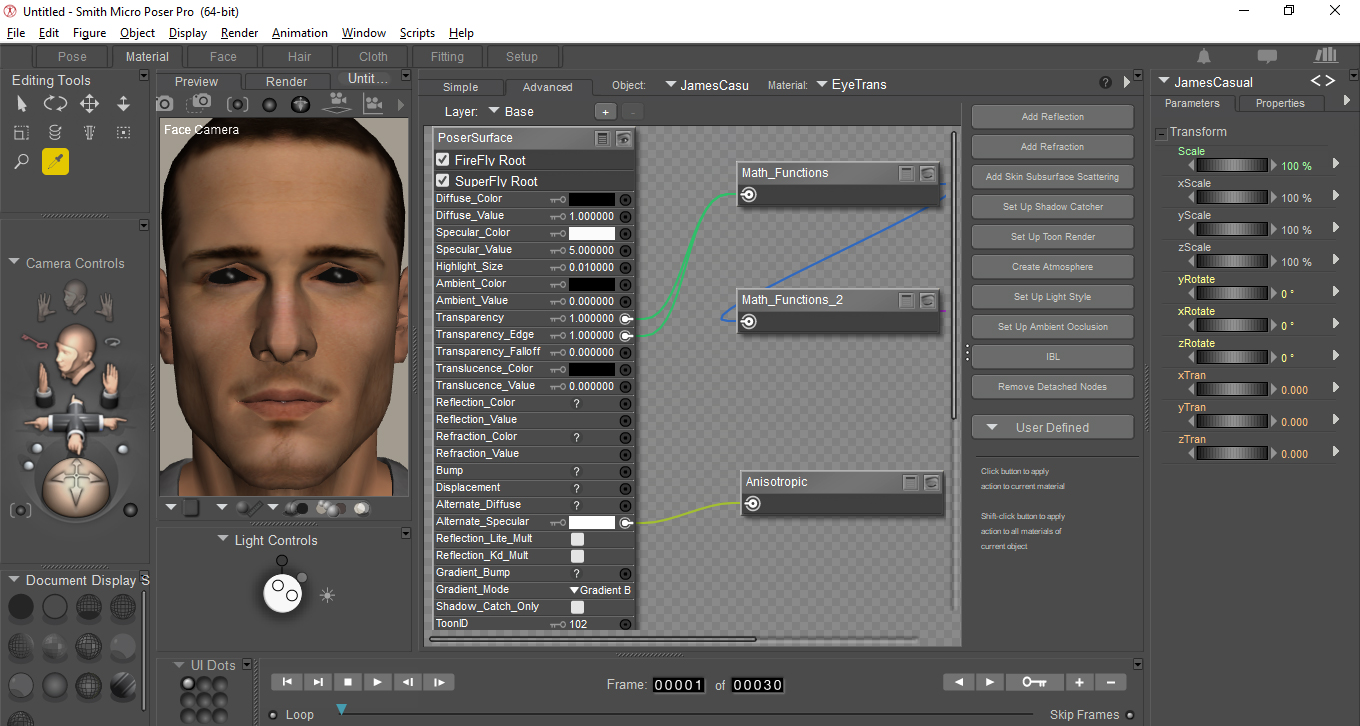 Untitled - Smith Micro Poser Pro (64-bit)
File Edit Figure Object Display Render Animation Window Scripts Help
Pose Material Face Hair Cloth Fitting Setup
Editing Tools
Preview Render Untit...
Face Camera
Camera Controls
Light Controls
Document Display S
UI Dots
Simple Advanced Object: JamesCasu Material: EyeTrans
Layer: Base + -
PoserSurface
FireFly Root
SuperFly Root
Diffuse_Color
Diffuse_Value 1.000000
Specular_Color
Specular_Value 5.000000
Highlight_Size 0.010000
Ambient_Color
Ambient_Value 0.000000
Transparency 1.000000
Transparency_Edge 1.000000
Transparency_Falloff 0.000000
Translucence_Color
Translucence_Value 0.000000
Reflection_Color ?
Reflection_Value
Refraction_Color ?
Refraction_Value
Bump ?
Displacement ?
Alternate_Diffuse ?
Alternate_Specular
Reflection_Lite_Mult
Reflection_Kd_Mult
Gradient_Bump ?
Gradient_Mode Gradient B
Shadow_Catch_Only
ToonID 102
Math_Functions
Math_Functions_2
Anisotropic
?
Add Reflection
Add Refraction
Add Skin Subsurface Scattering
Set Up Shadow Catcher
Set Up Toon Render
Create Atmosphere
Set Up Light Style
Set Up Ambient Occlusion
IBL
Remove Detached Nodes
User Defined
Click button to apply
action to current material
Shift-click button to apply
action to all materials of
current object
JamesCasual
Parameters Properties
Transform
Scale
100 %
xScale
100 %
yScale
100 %
zScale
100 %
yRotate
0 °
xRotate
0 °
zRotate
0 °
xTran
0.000
yTran
0.000
zTran
0.000
Frame: 00001 of 00030
Loop Skip Frames